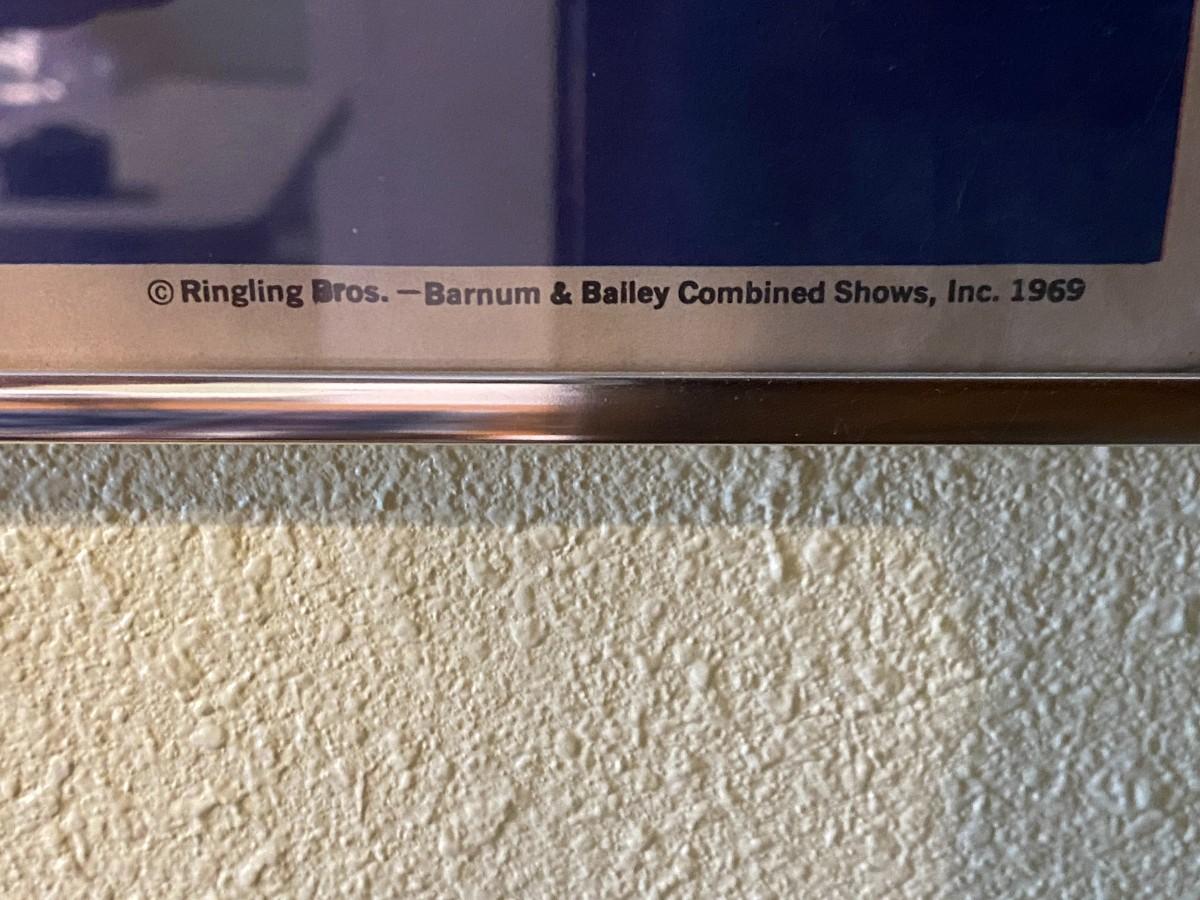 © Ringling Bros. — Barnum & Bailey Combined Shows, Inc. 1969